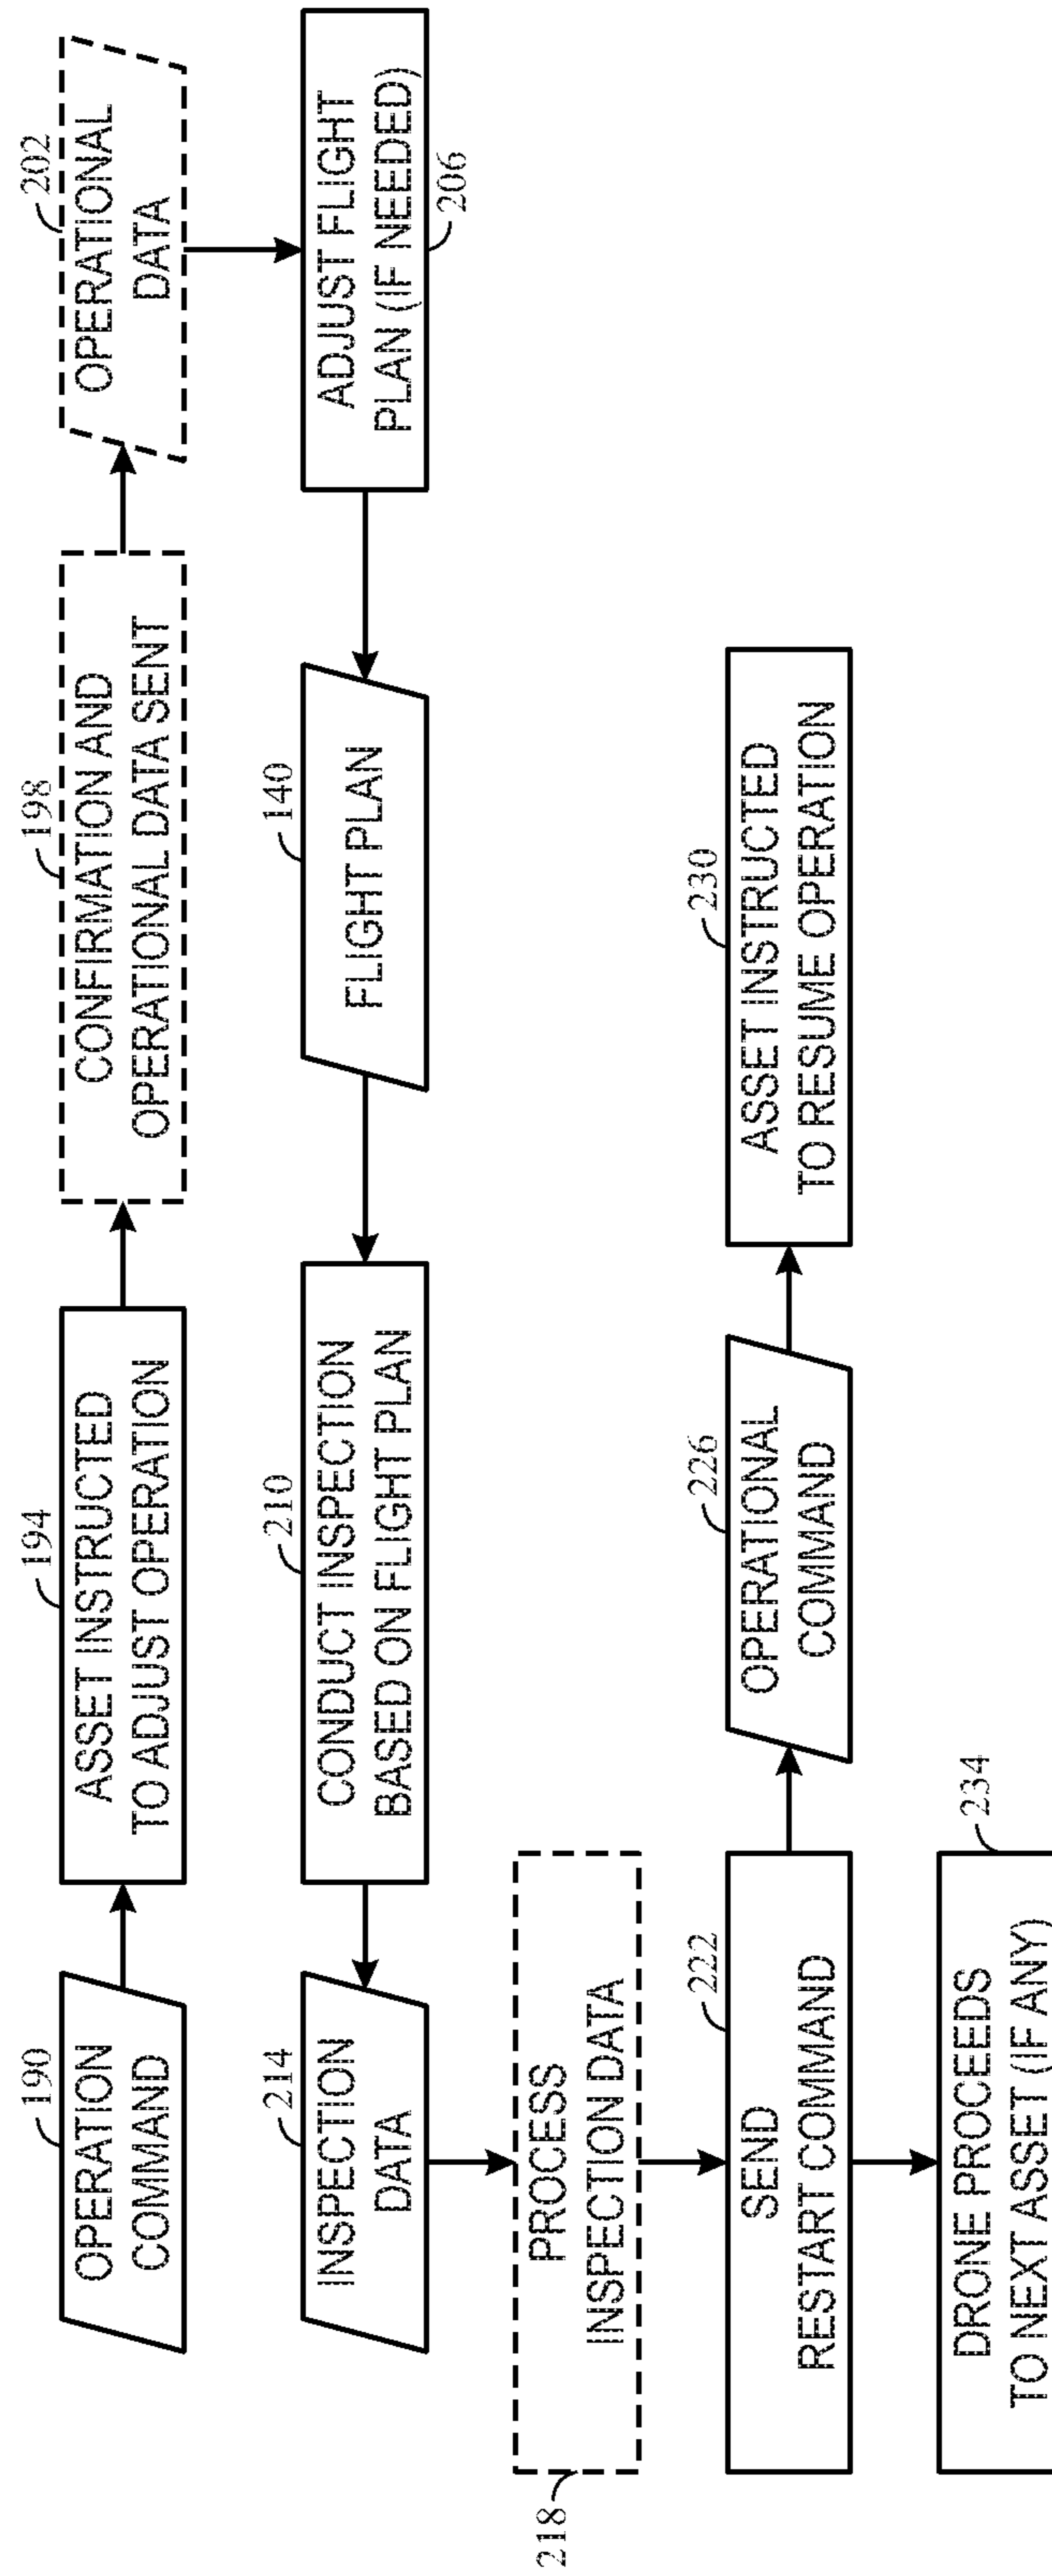 190
OPERATION
COMMAND
194
ASSET INSTRUCTED
TO ADJUST OPERATION
198
CONFIRMATION AND
OPERATIONAL DATA SENT
202
OPERATIONAL
DATA
ADJUST FLIGHT
PLAN (IF NEEDED)
206
140
FLIGHT PLAN
210
CONDUCT INSPECTION
BASED ON FLIGHT PLAN
214
INSPECTION
DATA
218
PROCESS
INSPECTION DATA
222
SEND
RESTART COMMAND
226
OPERATIONAL
COMMAND
230
ASSET INSTRUCTED
TO RESUME OPERATION
234
DRONE PROCEEDS
TO NEXT ASSET (IF ANY)